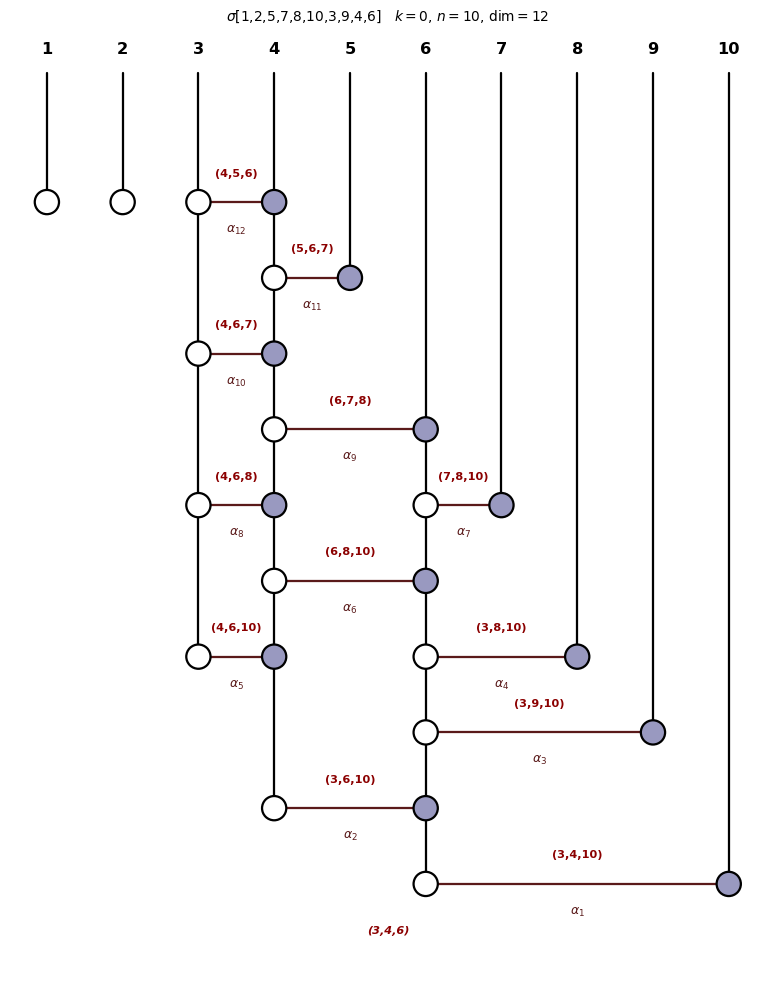 σ[1,2,5,7,8,10,3,9,4,6]   k=0, n=10, dim=12
1 2 3 4 5 6 7 8 9 10
(4,5,6)
α₁₂
(5,6,7)
α₁₁
(4,6,7)
α₁₀
(6,7,8)
α₉
(4,6,8) (7,8,10)
α₈ α₇
(6,8,10)
α₆
(4,6,10) (3,8,10)
α₅ α₄
(3,9,10)
α₃
(3,6,10)
α₂
(3,4,10)
α₁
(3,4,6)